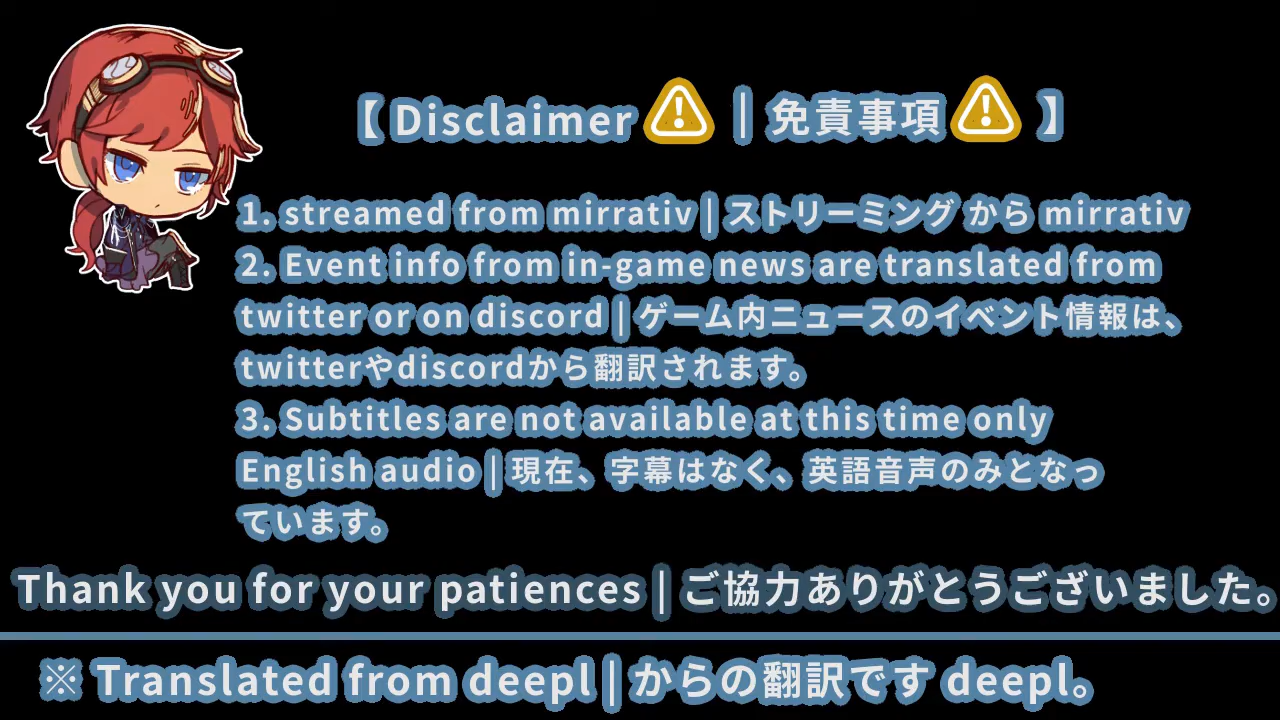 【 Disclaimer ⚠ | 免責事項 ⚠ 】
1. streamed from mirrativ | ストリーミング から mirrativ
2. Event info from in-game news are translated from
twitter or on discord | ゲーム内ニュースのイベント情報は、
twitterやdiscordから翻訳されます。
3. Subtitles are not available at this time only
English audio | 現在、字幕はなく、英語音声のみとなっ
ています。
Thank you for your patiences | ご協力ありがとうございました。
※ Translated from deepl | からの翻訳です deepl。